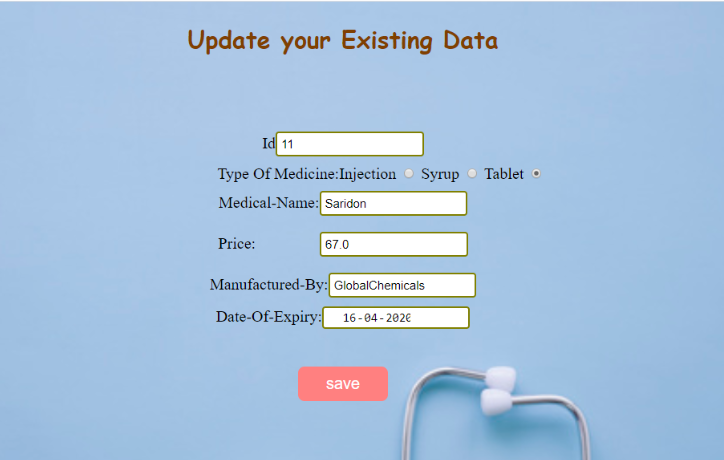 Update your Existing Data
Id 11
Type Of Medicine:Injection Syrup Tablet
Medical-Name: Saridon
Price: 67.0
Manufactured-By: GlobalChemicals
Date-Of-Expiry: 16-04-2020
save